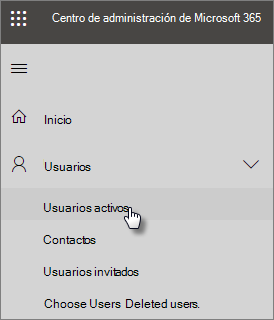 Centro de administración de Microsoft 365
Inicio
Usuarios
Usuarios activos
Contactos
Usuarios invitados
Choose Users Deleted users.